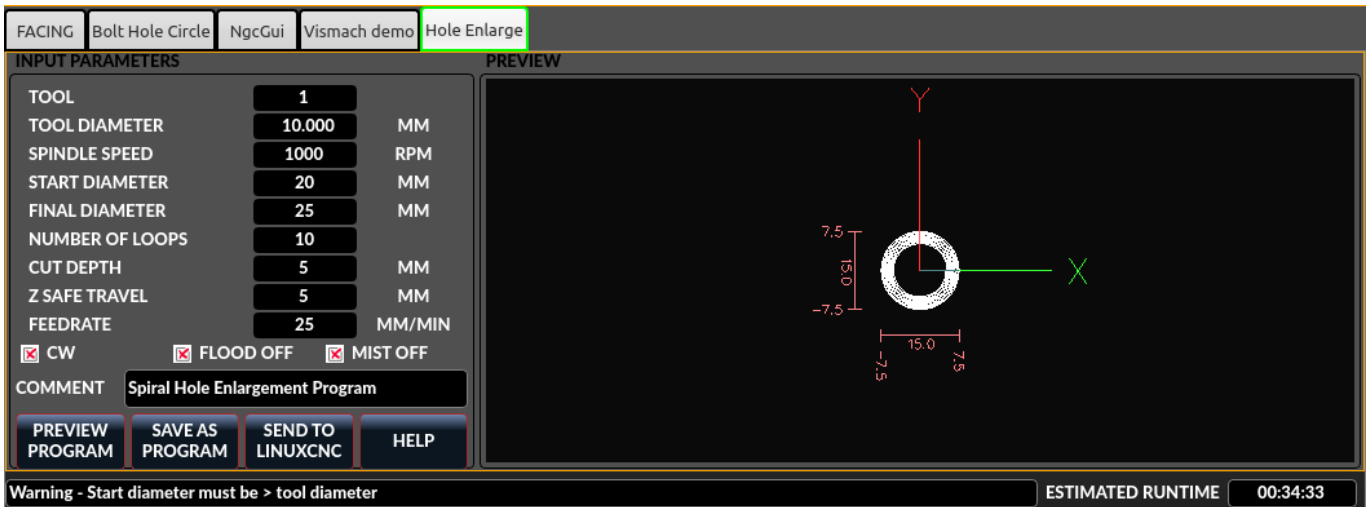 FACING Bolt Hole Circle NgcGui Vismach demo Hole Enlarge
INPUT PARAMETERS
TOOL 1
TOOL DIAMETER 10.000 MM
SPINDLE SPEED 1000 RPM
START DIAMETER 20 MM
FINAL DIAMETER 25 MM
NUMBER OF LOOPS 10
CUT DEPTH 5 MM
Z SAFE TRAVEL 5 MM
FEEDRATE 25 MM/MIN
CW FLOOD OFF MIST OFF
COMMENT Spiral Hole Enlargement Program
PREVIEW PROGRAM
SAVE AS PROGRAM
SEND TO LINUXCNC
HELP
PREVIEW
Y
7.5
15.0
-7.5
X
15.0
-7.5
7.5
Warning - Start diameter must be > tool diameter
ESTIMATED RUNTIME 00:34:33